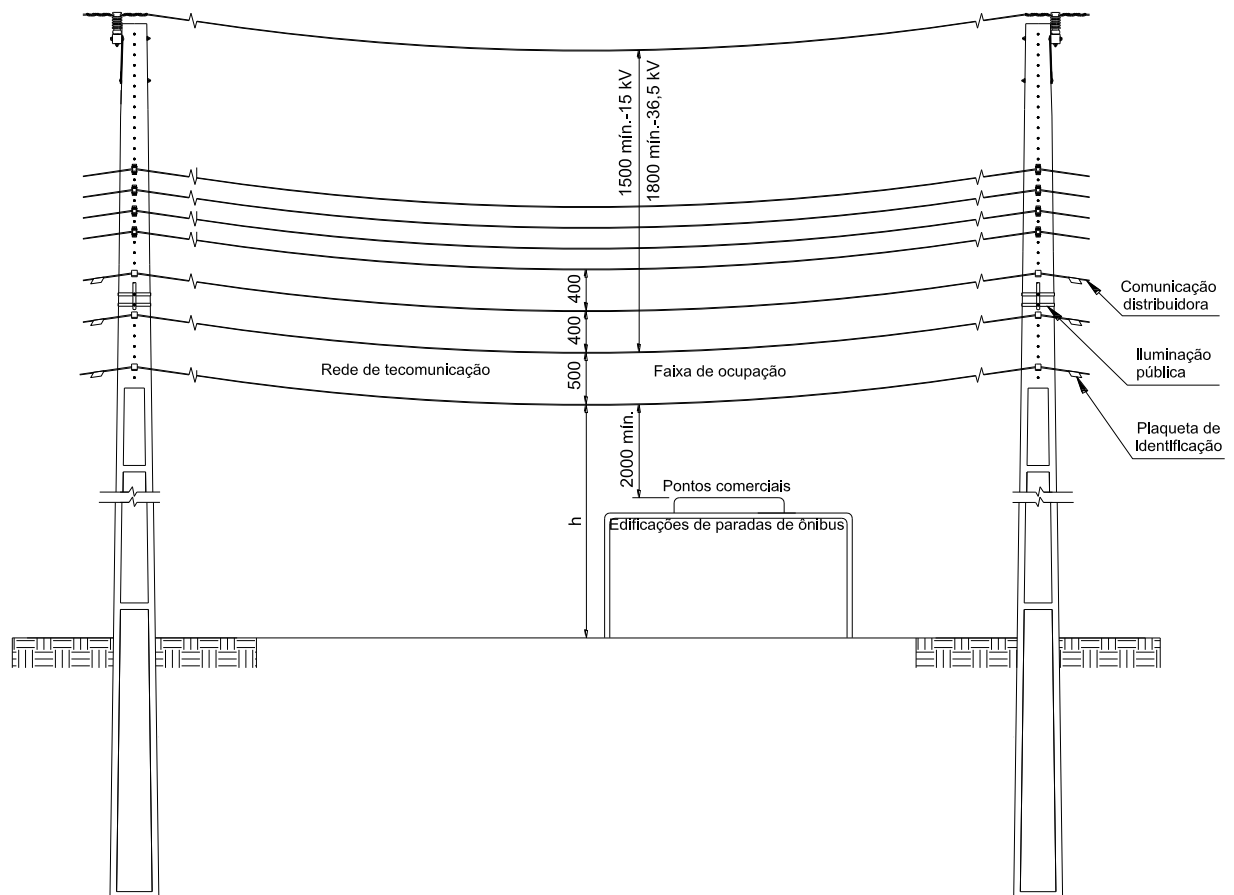 1500 mín.-15 kV
1800 mín.-36,5 kV
400
400
500
Comunicação
distribuidora
Iluminação
pública
Rede de tecomunicação
Faixa de ocupação
Plaqueta de
identificação
2000 mín.
h
Pontos comerciais
Edificações de paradas de ônibus